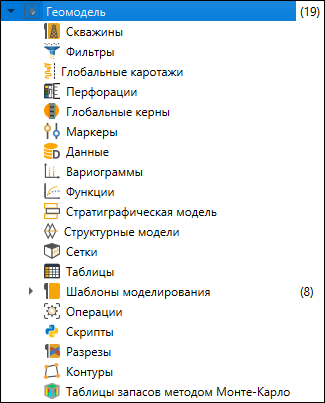 Геомодель (19)
Скважины
Фильтры
Глобальные каротажи
Перфорации
Глобальные керны
Маркеры
Данные
Вариограммы
Функции
Стратиграфическая модель
Структурные модели
Сетки
Таблицы
Шаблоны моделирования (8)
Операции
Скрипты
Разрезы
Контуры
Таблицы запасов методом Монте-Карло